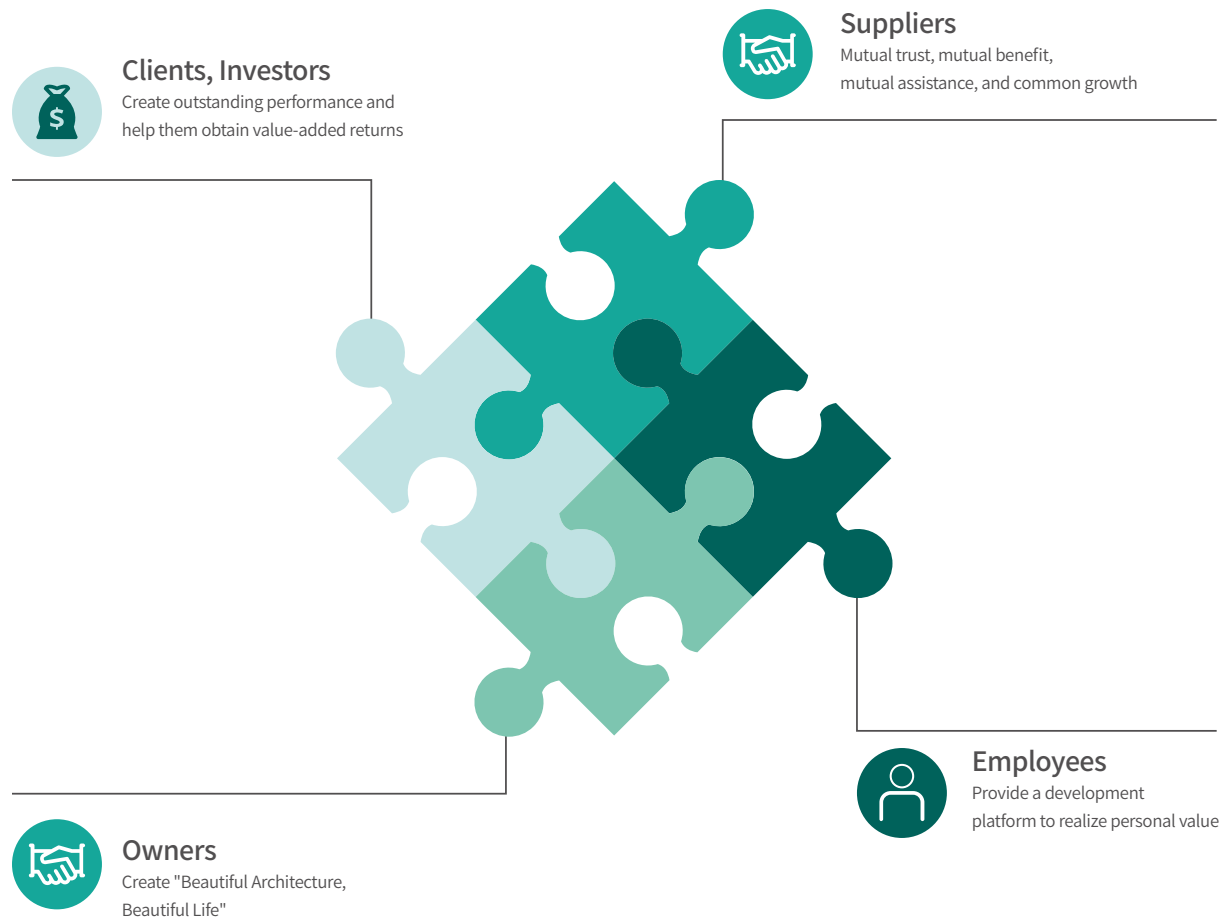 Clients, Investors
Create outstanding performance and
help them obtain value-added returns
Suppliers
Mutual trust, mutual benefit,
mutual assistance, and common growth
$
Owners
Create "Beautiful Architecture,
Beautiful Life"
Employees
Provide a development
platform to realize personal value